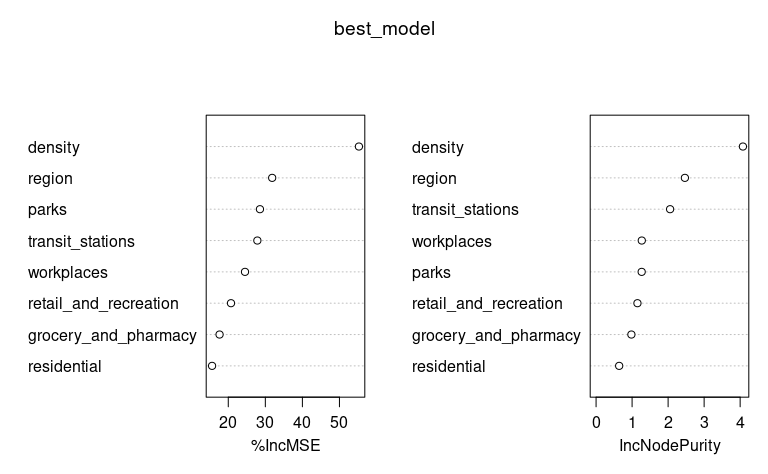 best_model
density
region
parks
transit_stations
workplaces
retail_and_recreation
grocery_and_pharmacy
residential
20 30 40 50
%IncMSE
density
region
transit_stations
workplaces
parks
retail_and_recreation
grocery_and_pharmacy
residential
0 1 2 3 4
IncNodePurity